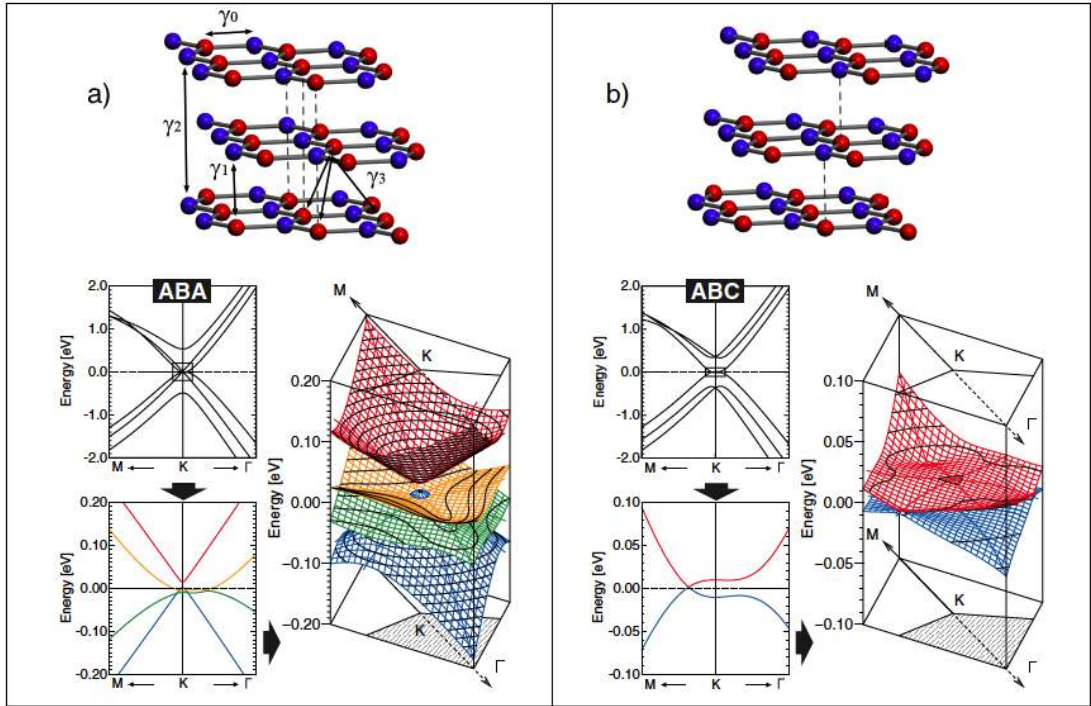 a)
γ0
γ2
γ1
γ3
ABA
Energy [eV]
2.0
1.0
0.0
-1.0
-2.0
M ← K → Γ
Energy [eV]
0.20
0.10
0.00
-0.10
-0.20
M ← K → Γ
Energy [eV]
0.20
0.10
0.00
-0.10
-0.20
M
K
K
Γ
b)
ABC
Energy [eV]
2.0
1.0
0.0
-1.0
-2.0
M ← K → Γ
Energy [eV]
0.10
0.05
0.00
-0.05
-0.10
M ← K → Γ
Energy [eV]
0.10
0.05
0.00
-0.05
-0.10
M
K
Γ
M
K
Γ